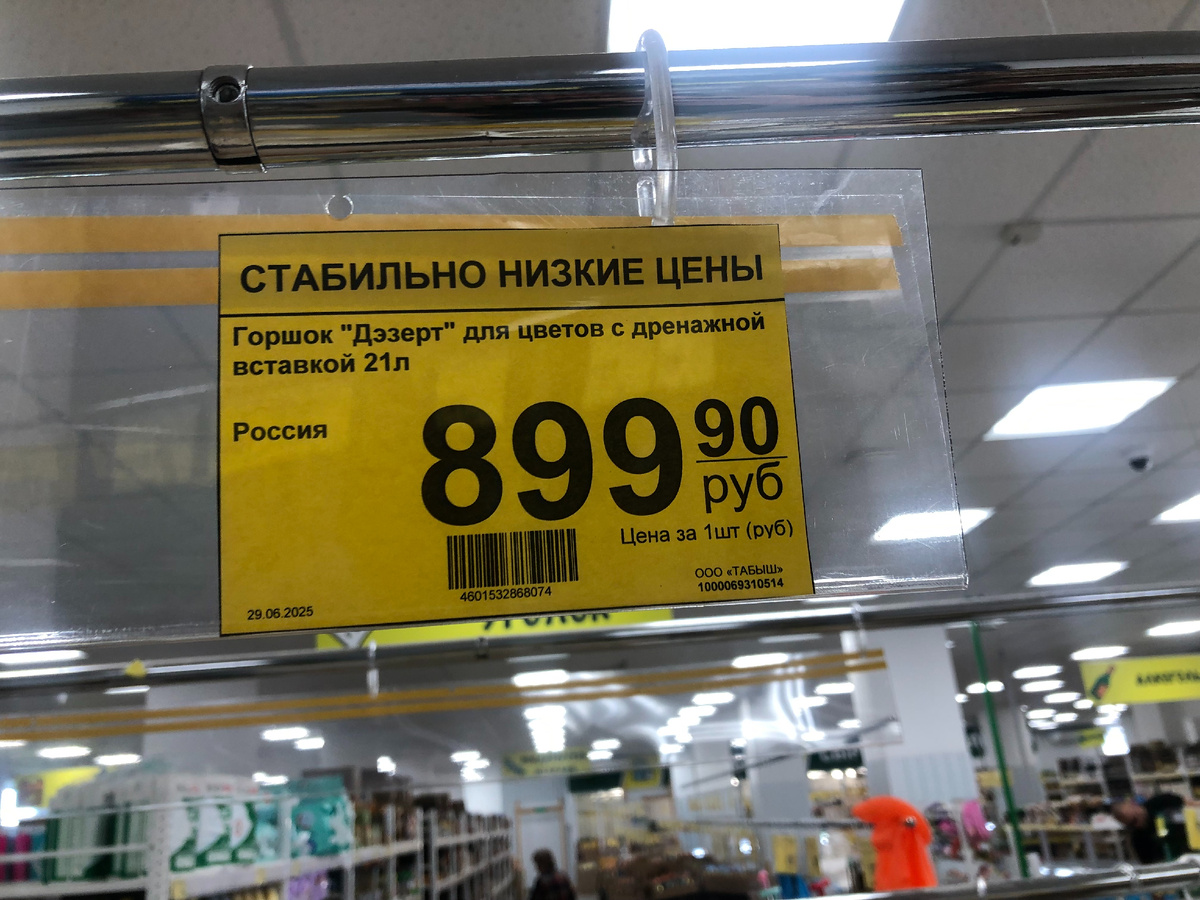 СТАБИЛЬНО НИЗКИЕ ЦЕНЫ
Горшок "Дэзерт" для цветов с дренажной
вставкой 21л
Россия
899 90
руб
Цена за 1шт (руб)
4601532868074
ООО «ТАБЫШ»
1000069310514
29.06.2025